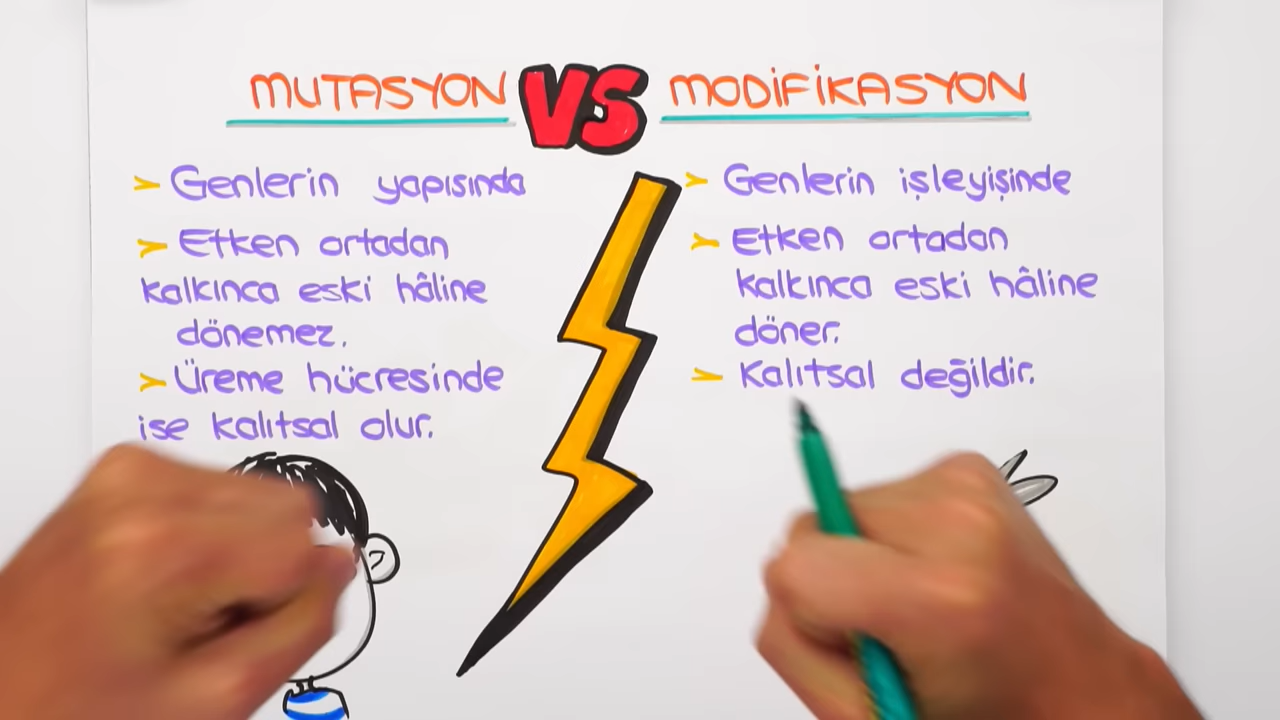 MUTASYON VS MODİFİKASYON
➢ Genlerin yapısında
➢ Etken ortadan
kalkınca eski hâline
dönemez.
➢ Üreme hücresinde
ise kalıtsal olur.
➢ Genlerin işleyişinde
➢ Etken ortadan
kalkınca eski hâline
döner.
➢ Kalıtsal değildir.